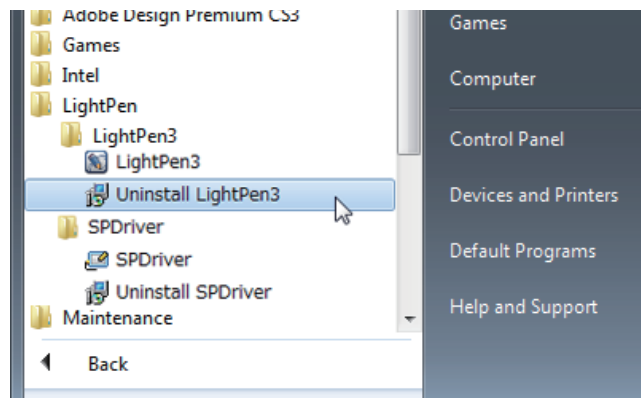 Adobe Design Premium CS3
Games
Intel
LightPen
LightPen3
LightPen3
Uninstall LightPen3
SPDriver
SPDriver
Uninstall SPDriver
Maintenance
Back
Games
Computer
Control Panel
Devices and Printers
Default Programs
Help and Support